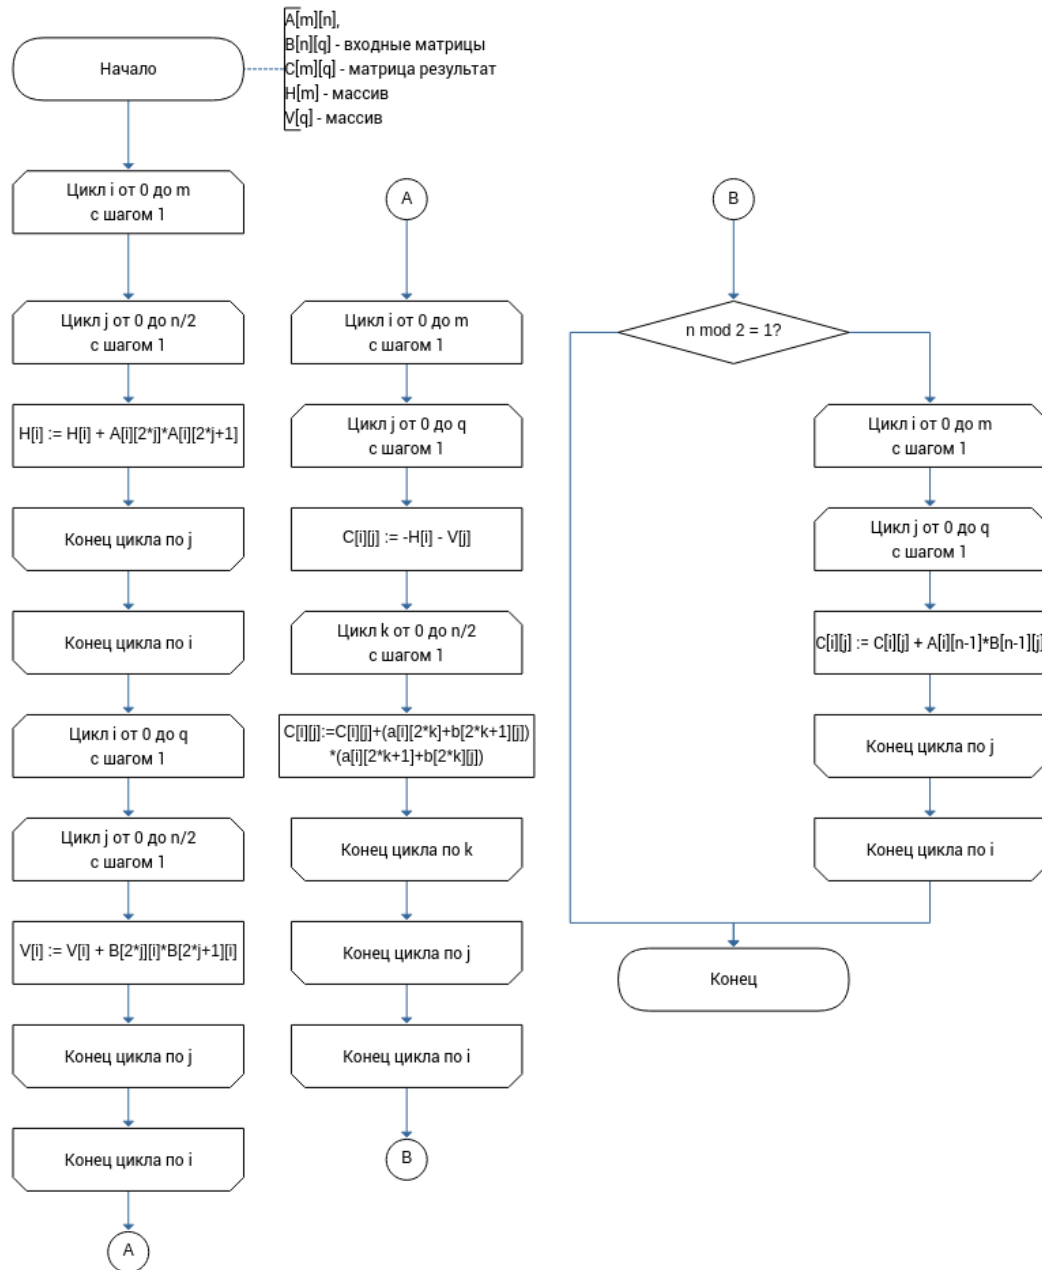 Начало
A[m][n],
B[n][q] - входные матрицы
C[m][q] - матрица результат
H[m] - массив
V[q] - массив
Цикл i от 0 до m
с шагом 1
Цикл j от 0 до n/2
с шагом 1
H[i] := H[i] + A[i][2*j]*A[i][2*j+1]
Конец цикла по j
Конец цикла по i
Цикл i от 0 до q
с шагом 1
Цикл j от 0 до n/2
с шагом 1
V[i] := V[i] + B[2*j][i]*B[2*j+1][i]
Конец цикла по j
Конец цикла по i
A
A
Цикл i от 0 до m
с шагом 1
Цикл j от 0 до q
с шагом 1
C[i][j] := -H[i] - V[j]
Цикл k от 0 до n/2
с шагом 1
C[i][j]:=C[i][j]+(a[i][2*k]+b[2*k+1][j])
*(a[i][2*k+1]+b[2*k][j])
Конец цикла по k
Конец цикла по j
Конец цикла по i
B
B
n mod 2 = 1?
Цикл i от 0 до m
с шагом 1
Цикл j от 0 до q
с шагом 1
C[i][j] := C[i][j] + A[i][n-1]*B[n-1][j]
Конец цикла по j
Конец цикла по i
Конец